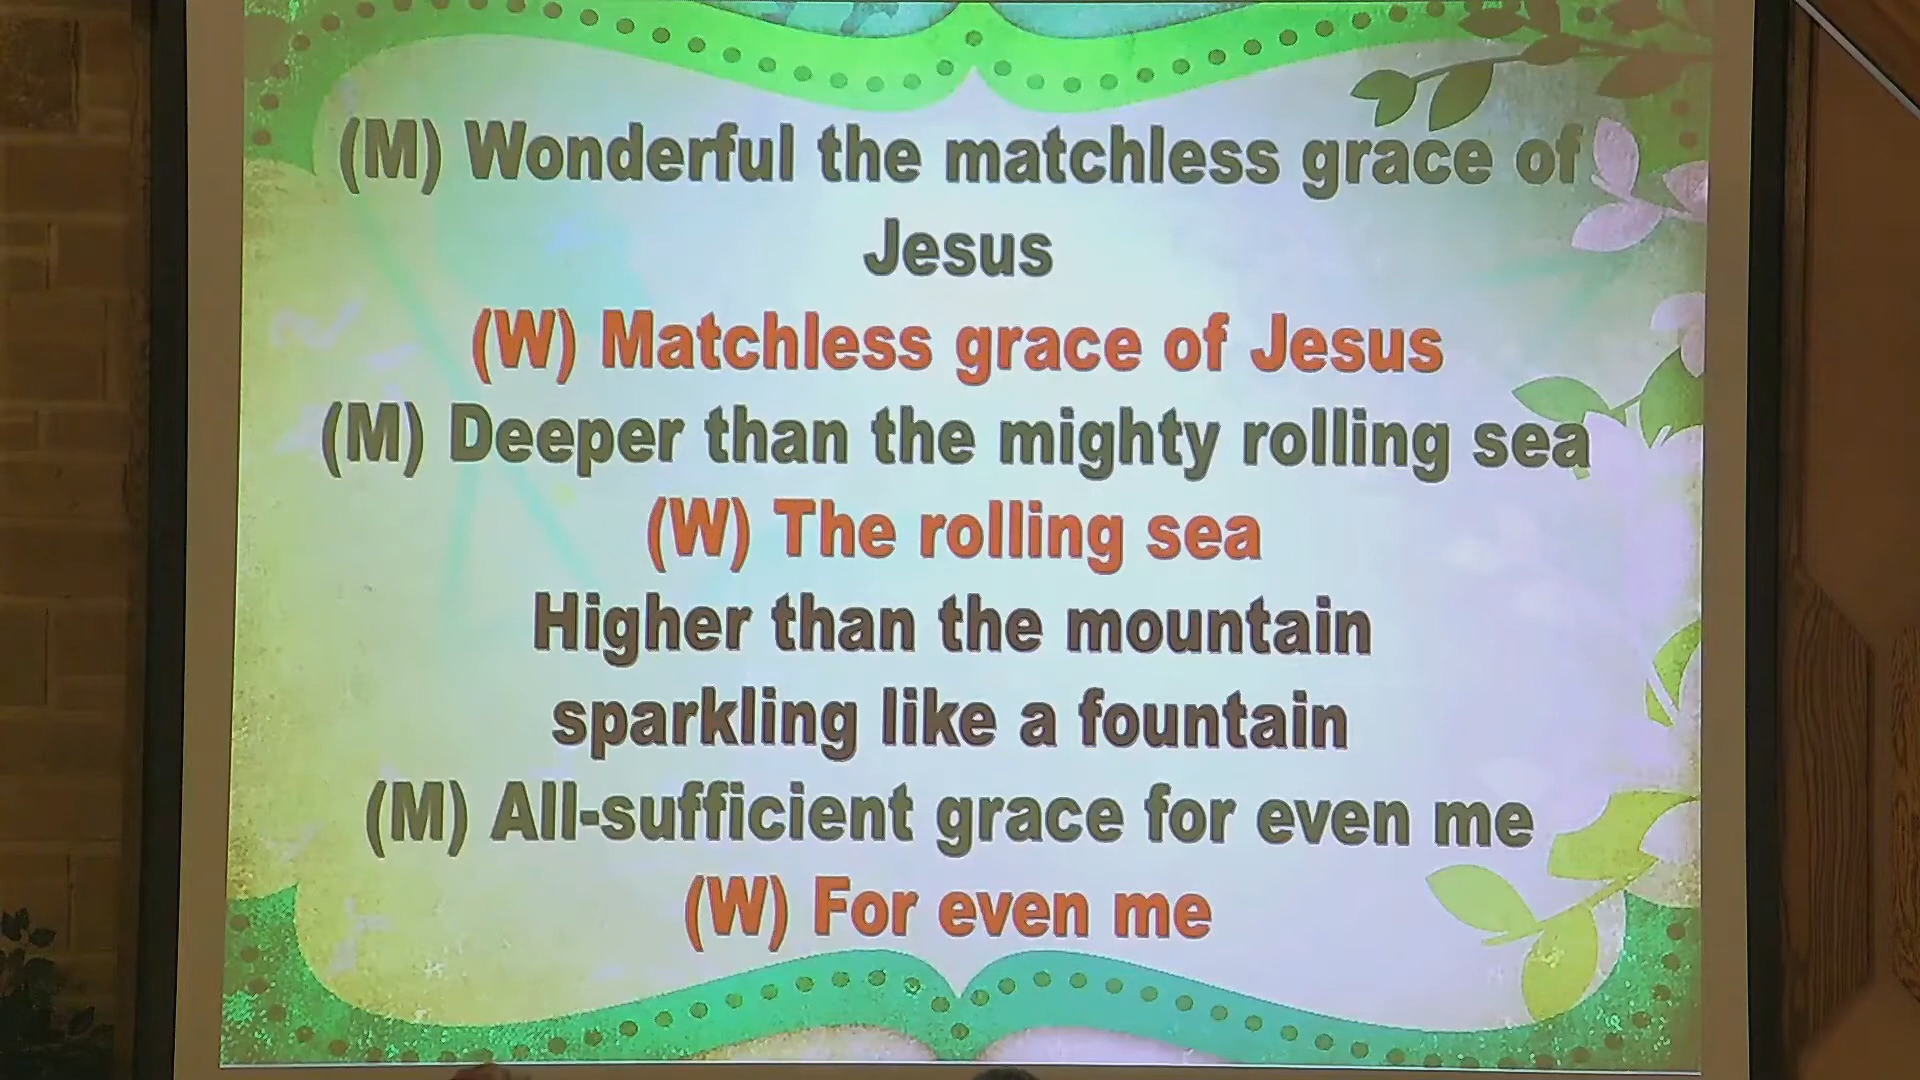 (M) Wonderful the matchless grace of
Jesus
(W) Matchless grace of Jesus
(M) Deeper than the mighty rolling sea
(W) The rolling sea
Higher than the mountain
sparkling like a fountain
(M) All-sufficient grace for even me
(W) For even me